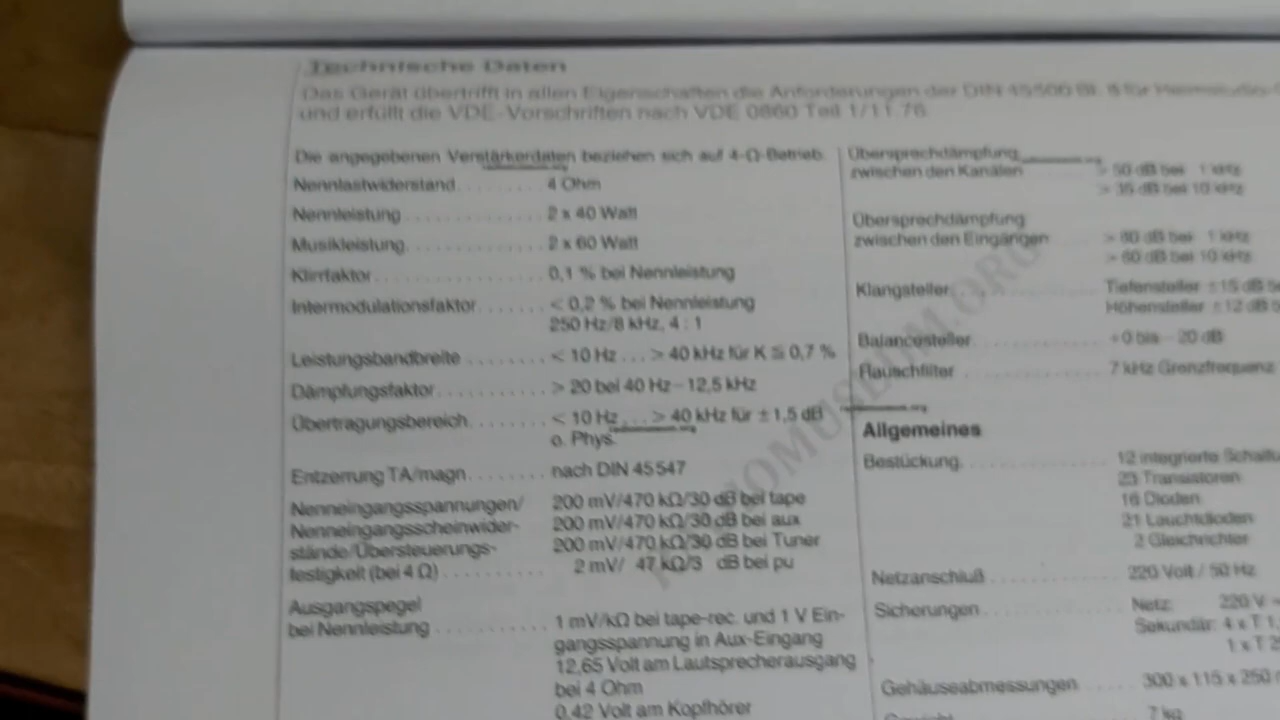 Technische Daten
Das Gerät übertrifft in allen Eigenschaften die Anforderungen der DIN 45500 Bl. 8 für
und erfüllt die VDE-Vorschriften nach VDE 0860 Teil 1/11.76
Die angegebenen Verstärkerdaten beziehen sich auf 4-Ω-Betrieb.
Nennlastwiderstand ........ 4 Ohm
Nennleistung ............. 2 x 40 Watt
Musikleistung ............ 2 x 60 Watt
Klirrfaktor ................ 0,1 % bei Nennleistung
Intermodulationsfaktor ...... < 0,2 % bei Nennleistung
250 Hz/8 kHz, 4 : 1
Leistungsbandbreite ........ < 10 Hz ... > 40 kHz für K ≦ 0,7 %
Dämpfungsfaktor .......... > 20 bei 40 Hz–12,5 kHz
Übertragungsbereich ....... < 10 Hz ... > 40 kHz für ± 1,5 dB
o. Phys.
Entzerrung TA/magn ....... nach DIN 45547
Nenneingangsspannungen/ 200 mV/470 kΩ/30 dB bei tape
Nenneingangsscheinwider- 200 mV/470 kΩ/30 dB bei aux
stände/Übersteuerungs- 200 mV/470 kΩ/30 dB bei Tuner
festigkeit (bei 4 Ω) .......... 2 mV/ 47 kΩ/3 dB bei pu
Ausgangspegel
bei Nennleistung ........... 1 mV/kΩ bei tape-rec. und 1 V Ein-
gangsspannung in Aux-Eingang
12,65 Volt am Lautsprecherausgang
bei 4 Ohm
0,42 Volt am Kopfhörer
Übersprechdämpfung
zwischen den Kanälen > 50 dB bei 1 kHz
> 35 dB bei 10 kHz
Übersprechdämpfung
zwischen den Eingängen > 60 dB bei 10 kHz
Klangsteller ............... Tiefensteller ± 15 dB
Höhensteller ± 12 dB
Balancesteller ............. +0 bis –20 dB
Rauschfilter ............... 7 kHz Grenzfrequenz
Allgemeines
Bestückung ............... 12 integrierte
23 Transistoren
16 Dioden
21 Leuchtdioden
2 Gleichrichter
Netzanschluß ............. 220 Volt / 50 Hz
Sicherungen .............. Netz: 220 V
Sekundär: 4 x T 1,
1 x T 2
Gehäuseabmessungen ..... 300 x 115 x 250
7 kg